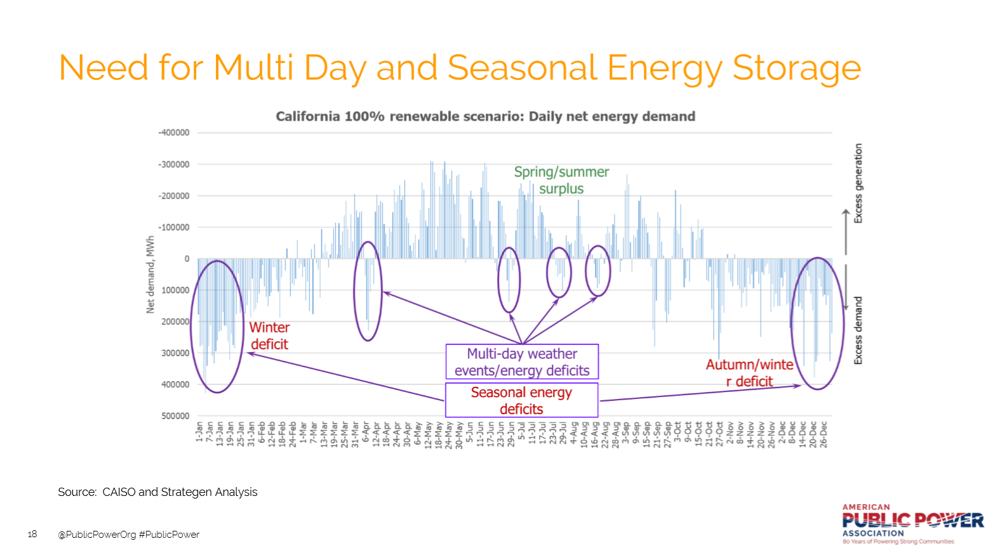 Need for Multi Day and Seasonal Energy Storage
California 100% renewable scenario: Daily net energy demand
-400000
-300000
-200000
-100000
0
100000
200000
300000
400000
500000
Net demand, MWh
Spring/summer
surplus
Winter
deficit
Multi-day weather
events/energy deficits
Seasonal energy
deficits
Autumn/winte
r deficit
Excess generation
Excess demand
1-Jan
7-Jan
13-Jan
19-Jan
25-Jan
31-Jan
6-Feb
12-Feb
18-Feb
24-Feb
1-Mar
7-Mar
13-Mar
19-Mar
25-Mar
31-Mar
6-Apr
12-Apr
18-Apr
24-Apr
30-Apr
6-May
12-May
18-May
24-May
30-May
5-Jun
11-Jun
17-Jun
23-Jun
29-Jun
5-Jul
11-Jul
17-Jul
23-Jul
29-Jul
4-Aug
10-Aug
16-Aug
22-Aug
28-Aug
3-Sep
9-Sep
15-Sep
21-Sep
27-Sep
3-Oct
9-Oct
15-Oct
21-Oct
27-Oct
2-Nov
8-Nov
14-Nov
20-Nov
26-Nov
2-Dec
8-Dec
14-Dec
20-Dec
26-Dec
Source: CAISO and Strategen Analysis
18
@PublicPowerOrg #PublicPower
AMERICAN
PUBLIC POWER
ASSOCIATION
80 Years of Powering Strong Communities